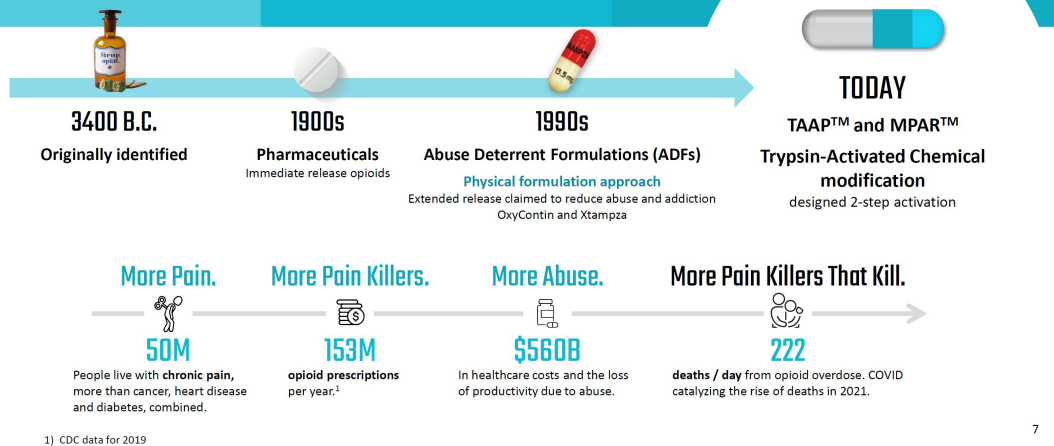 Sirup.
opiat.
AMPZA
13.5 mg
3400 B.C.
Originally identified
1900s
Pharmaceuticals
Immediate release opioids
1990s
Abuse Deterrent Formulations (ADFs)
Physical formulation approach
Extended release claimed to reduce abuse and addiction
OxyContin and Xtampza
TODAY
TAAP™ and MPAR™
Trypsin-Activated Chemical
modification
designed 2-step activation
More Pain.
50M
People live with chronic pain,
more than cancer, heart disease
and diabetes, combined.
More Pain Killers.
153M
opioid prescriptions
per year.¹
More Abuse.
$560B
In healthcare costs and the loss
of productivity due to abuse.
More Pain Killers That Kill.
222
deaths / day from opioid overdose. COVID
catalyzing the rise of deaths in 2021.
1) CDC data for 2019
7